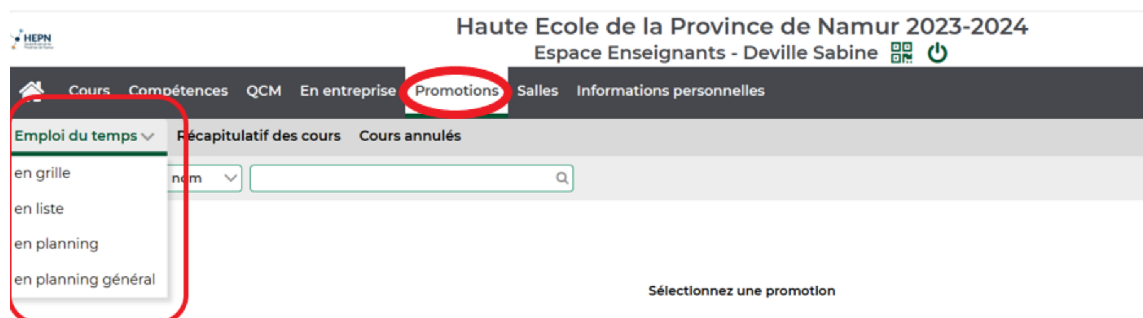 HEPN
Haute Ecole de la Province de Namur 2023-2024
Espace Enseignants - Deville Sabine
Cours Compétences QCM En entreprise Promotions Salles Informations personnelles
Emploi du temps Récapitulatif des cours Cours annulés
en grille
nom
en liste
en planning
en planning général
Sélectionnez une promotion